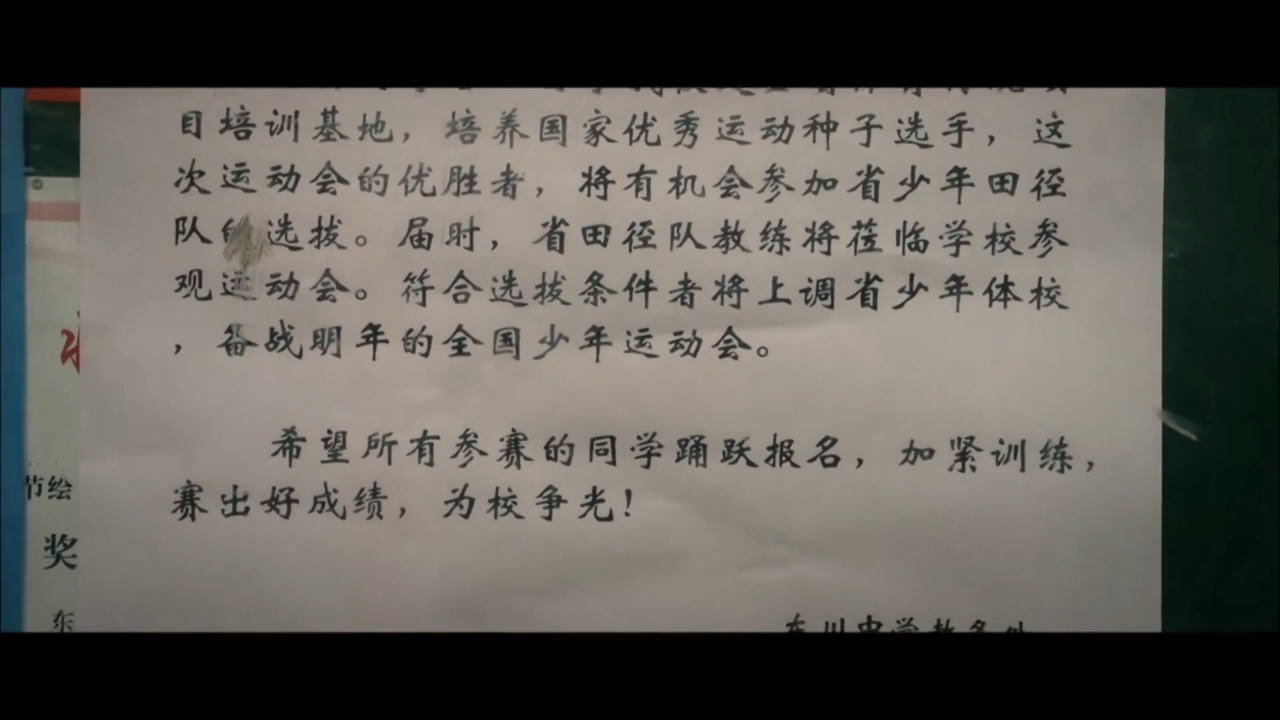 目培训基地，培养国家优秀运动种子选手，这
次运动会的优胜者，将有机会参加省少年田径
队的选拔。届时，省田径队教练将莅临学校参
观运动会。符合选拔条件者将上调省少年体校
，备战明年的全国少年运动会。
希望所有参赛的同学踊跃报名，加紧训练，
赛出好成绩，为校争光！
节绘
奖
东